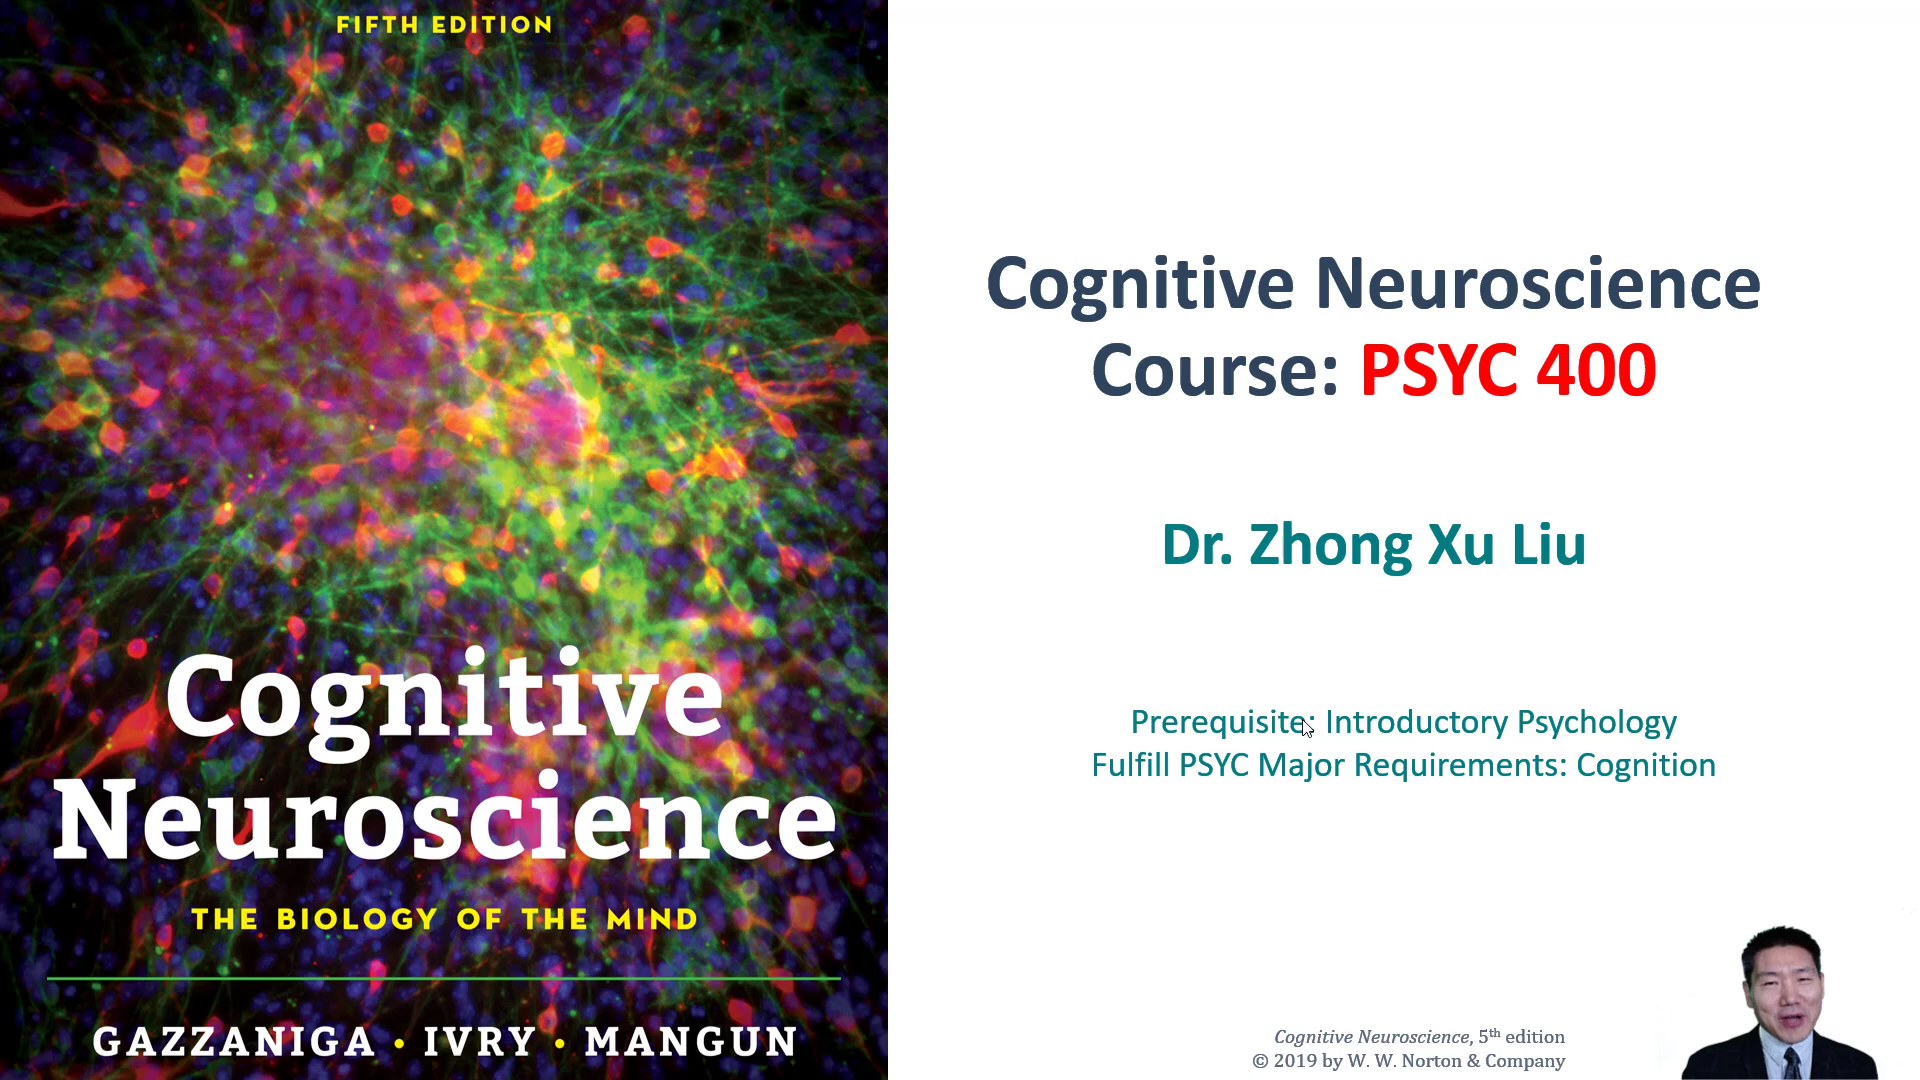 FIFTH EDITION
Cognitive
Neuroscience
THE BIOLOGY OF THE MIND
GAZZANIGA • IVRY • MANGUN
Cognitive Neuroscience
Course: PSYC 400
Dr. Zhong Xu Liu
Prerequisite: Introductory Psychology
Fulfill PSYC Major Requirements: Cognition
Cognitive Neuroscience, 5th edition
© 2019 by W. W. Norton & Company